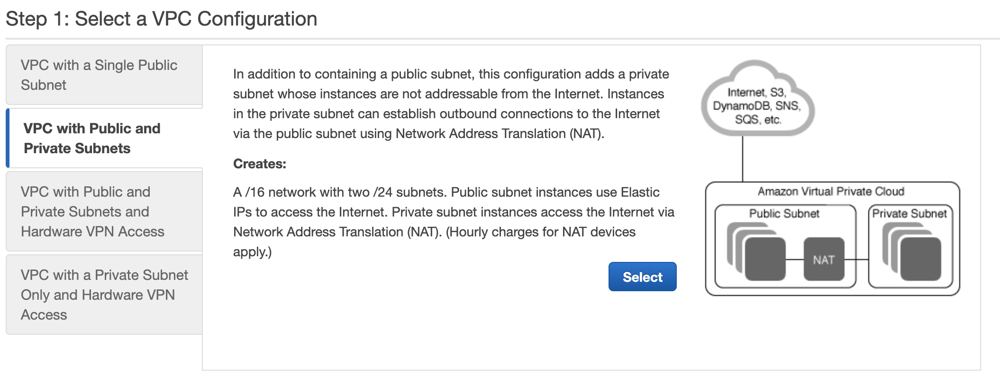 Step 1: Select a VPC Configuration
VPC with a Single Public
Subnet
VPC with Public and
Private Subnets
VPC with Public and
Private Subnets and
Hardware VPN Access
VPC with a Private Subnet
Only and Hardware VPN
Access
In addition to containing a public subnet, this configuration adds a private
subnet whose instances are not addressable from the Internet. Instances
in the private subnet can establish outbound connections to the Internet
via the public subnet using Network Address Translation (NAT).
Creates:
A /16 network with two /24 subnets. Public subnet instances use Elastic
IPs to access the Internet. Private subnet instances access the Internet via
Network Address Translation (NAT). (Hourly charges for NAT devices
apply.)
Select
Internet, S3,
DynamoDB, SNS,
SQS, etc.
Amazon Virtual Private Cloud
Public Subnet
Private Subnet
NAT